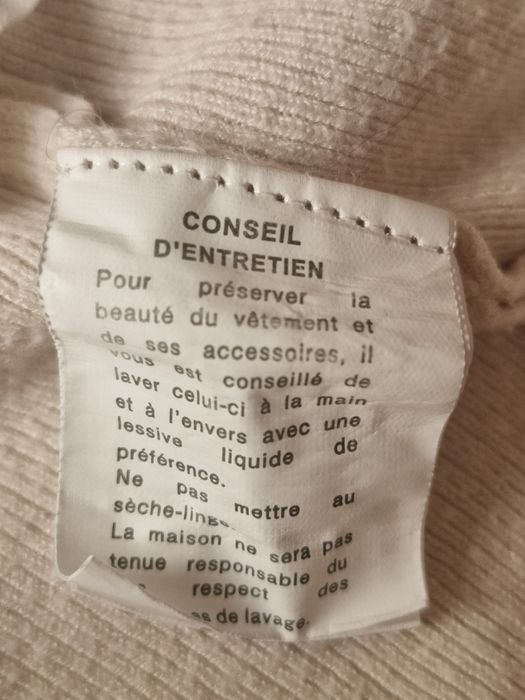 CONSEIL
D'ENTRETIEN
Pour préserver la
beauté du vêtement et
de ses accessoires, il
vous est conseillé de
laver celui-ci à la main
et à l'envers avec une
lessive liquide de
préférence.
Ne pas mettre au
sèche-linge.
La maison ne sera pas
tenue responsable du
respect des
de lavage.